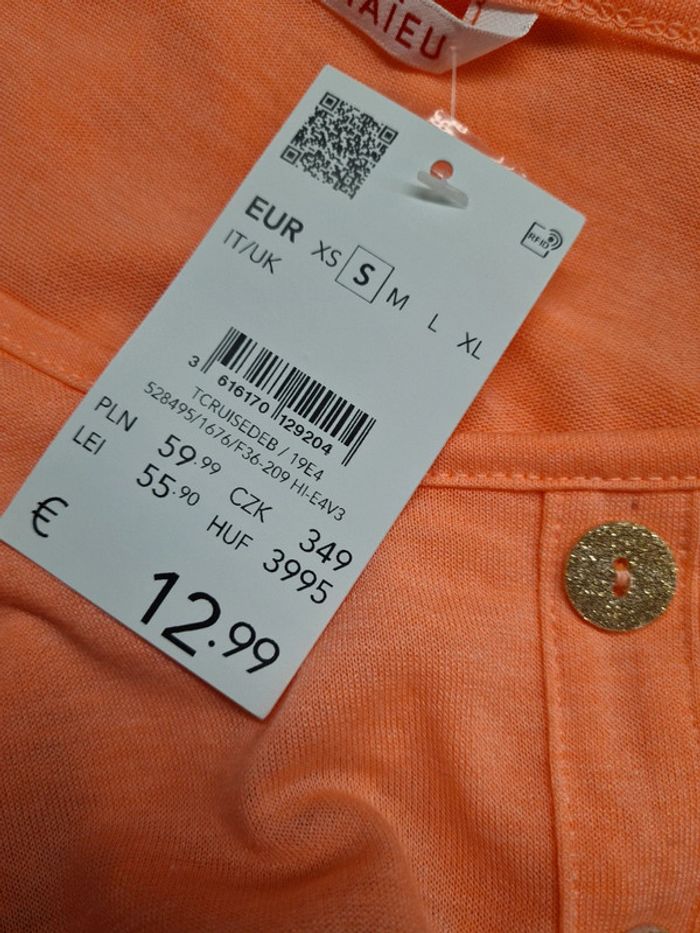 AÏEU
RFID
EUR XS S M L XL
IT/UK
3 616170 129204
TCRUISEDEB / 19E4
528495/1676/F36-209 HI-E4V3
PLN 59.99 CZK 349
LEI 55.90 HUF 3995
€ 12.99